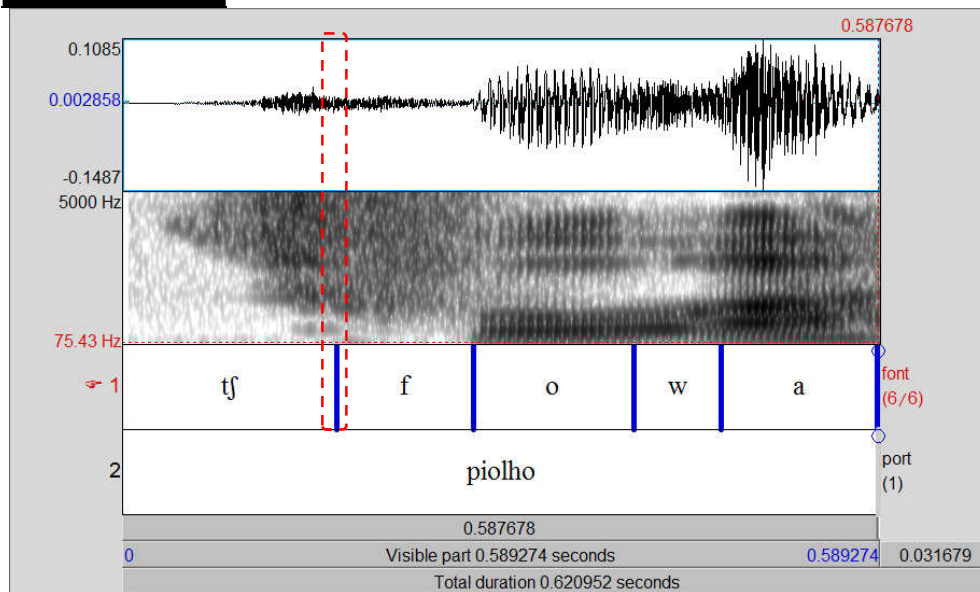 0.587678
0.1085
0.002858
-0.1487
5000 Hz
75.43 Hz
☞ 1 tʃ f o w a font (6/6)
2 piolho port (1)
0.587678
0 Visible part 0.589274 seconds 0.589274 0.031679
Total duration 0.620952 seconds